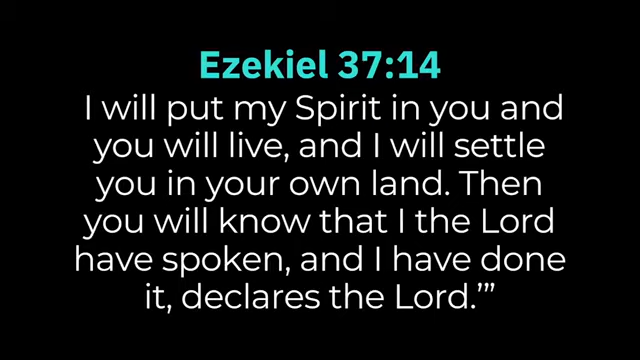 Ezekiel 37:14
I will put my Spirit in you and
you will live, and I will settle
you in your own land. Then
you will know that I the Lord
have spoken, and I have done
it, declares the Lord.’”